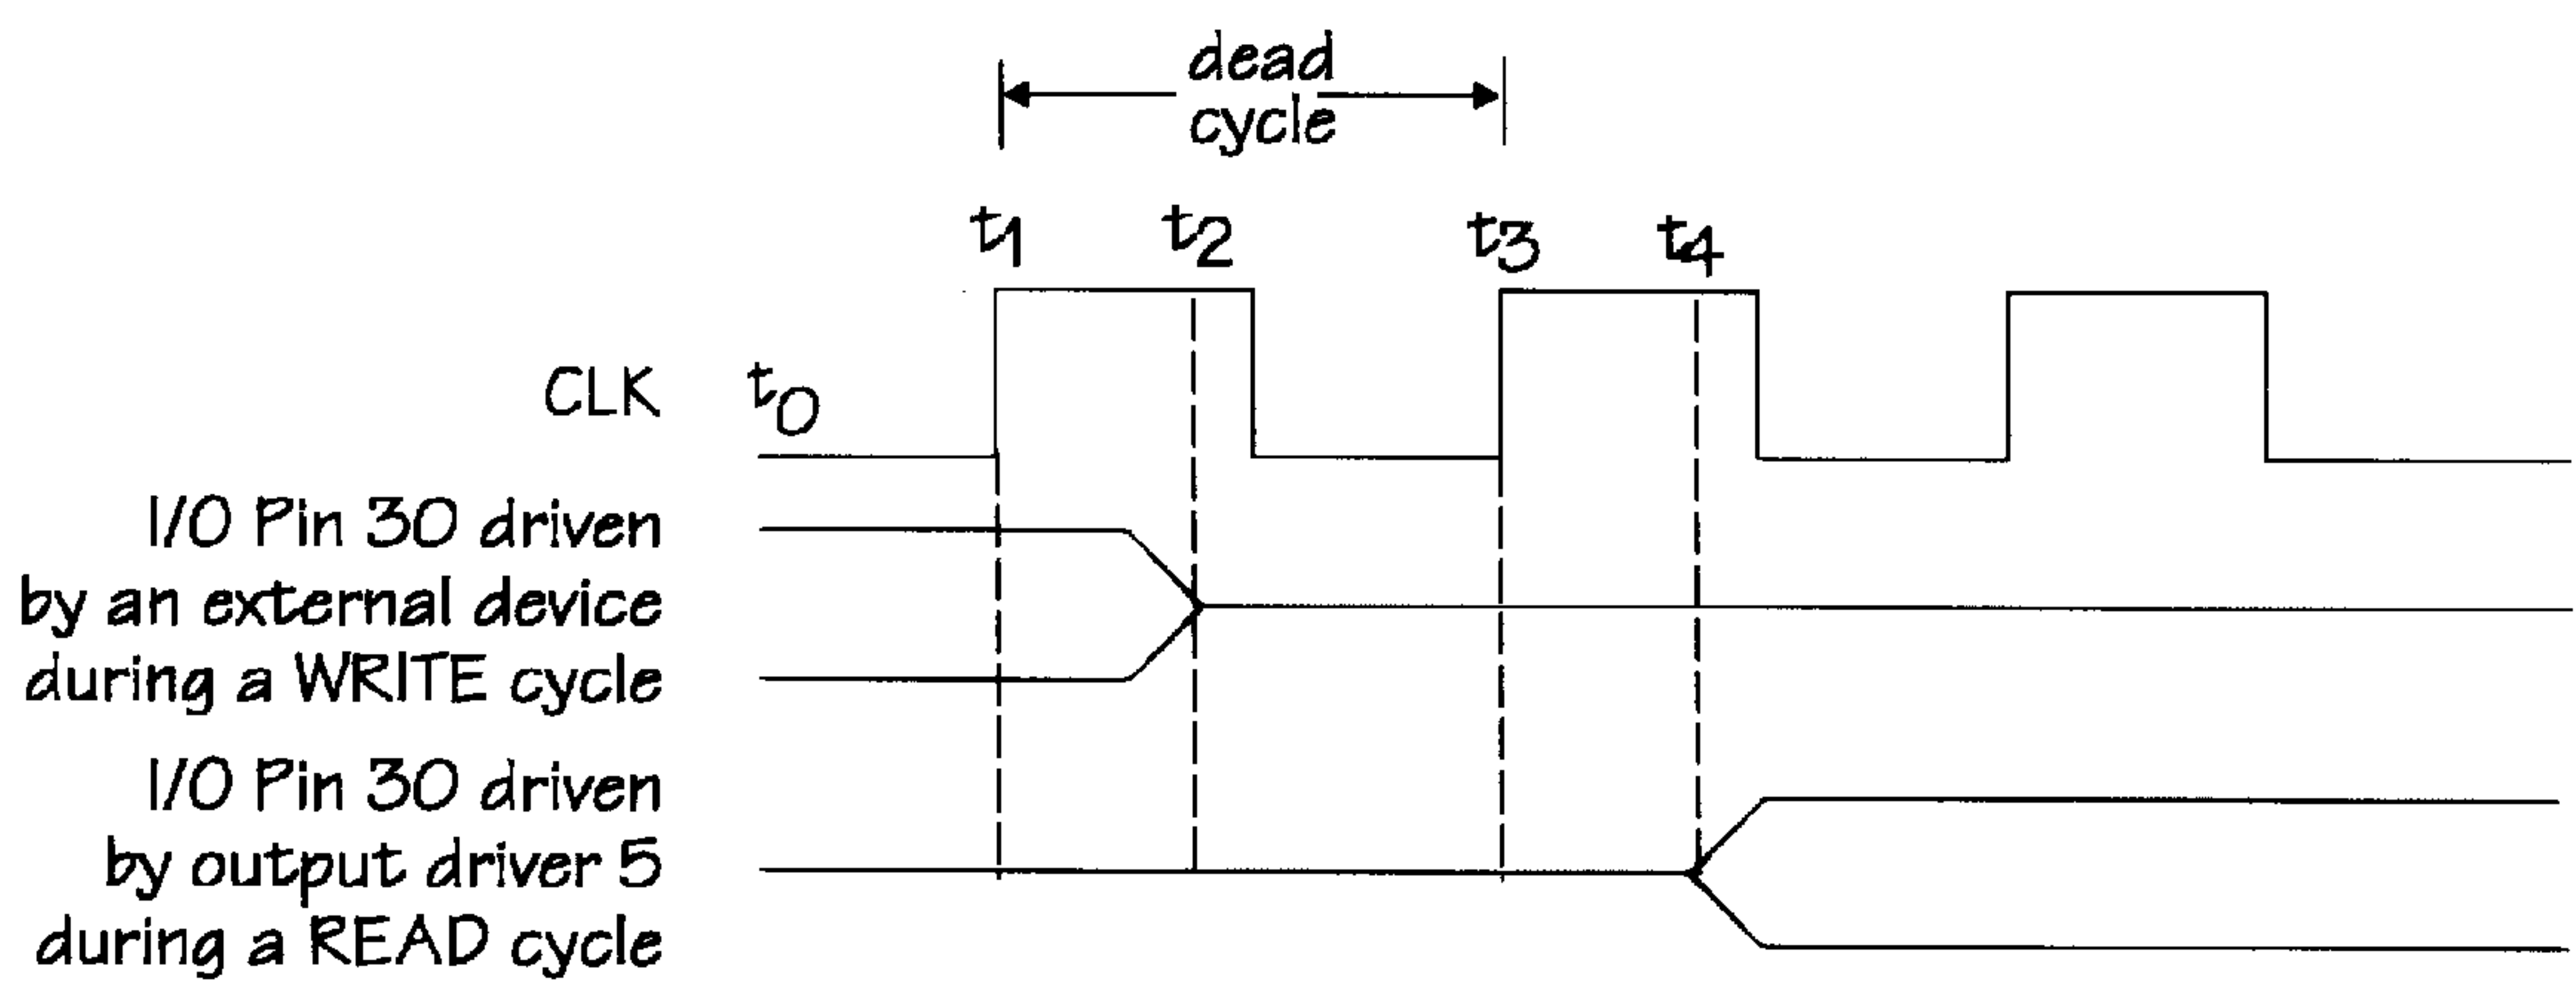 dead
cycle
t1 t2 t3 t4
CLK t0
I/O Pin 30 driven
by an external device
during a WRITE cycle
I/O Pin 30 driven
by output driver 5
during a READ cycle